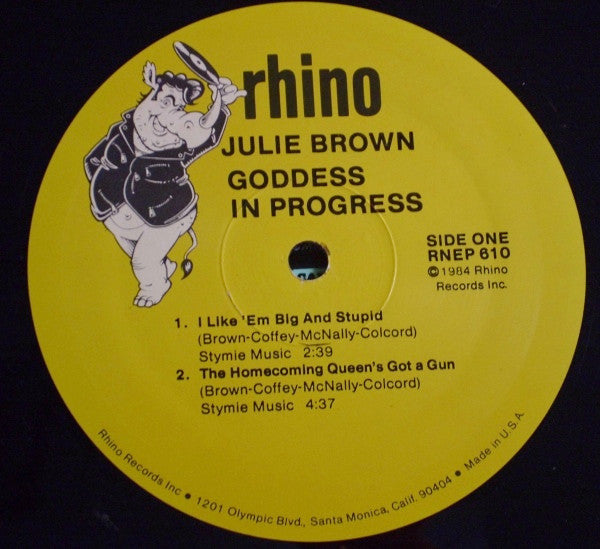 rhino
JULIE BROWN
GODDESS
IN PROGRESS
SIDE ONE
RNEP 610
©1984 Rhino
Records Inc.
1. I Like 'Em Big And Stupid
(Brown-Coffey-McNally-Colcord)
Stymie Music 2:39
2. The Homecoming Queen's Got a Gun
(Brown-Coffey-McNally-Colcord)
Stymie Music 4:37
Rhino Records Inc • 1201 Olympic Blvd., Santa Monica, Calif. 90404 • Made in U.S.A.